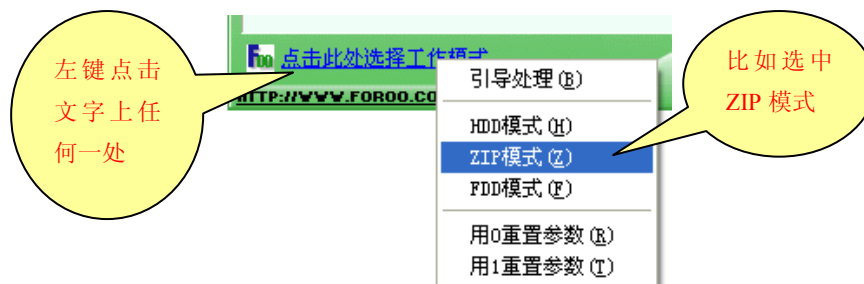 左键点击
文字上任
何一处
Foo 点击此处选择工作模式
HTTP://WWW.FOROO.CO
引导处理(B)
HDD模式(H)
ZIP模式(Z)
FDD模式(F)
用0重置参数(R)
用1重置参数(T)
比如选中
ZIP 模式